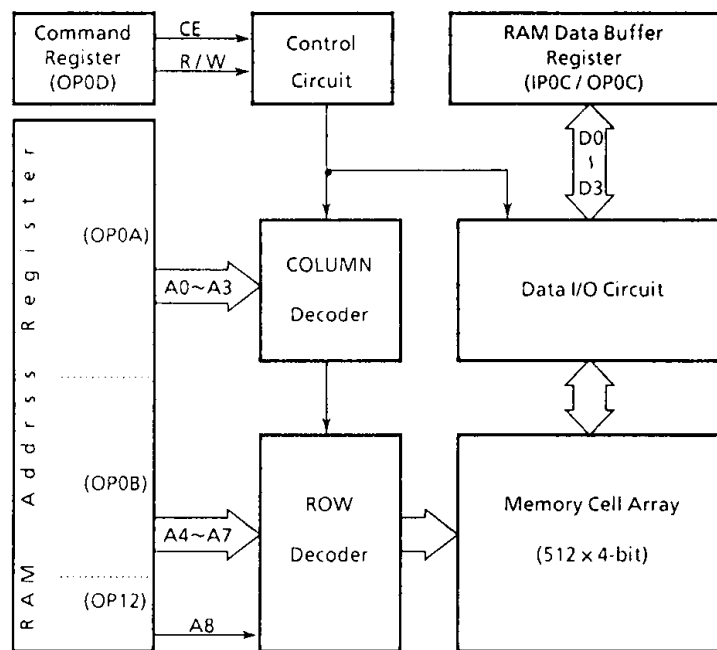 Command
Register
(OP0D)
CE
R / W
Control
Circuit
RAM Data Buffer
Register
(IP0C / OP0C)
D0
~
D3
RAM Addrss Register
(OP0A)
A0~A3
COLUMN
Decoder
Data I/O Circuit
(OP0B)
A4~A7
ROW
Decoder
Memory Cell Array
(512 x 4-bit)
(OP12)
A8